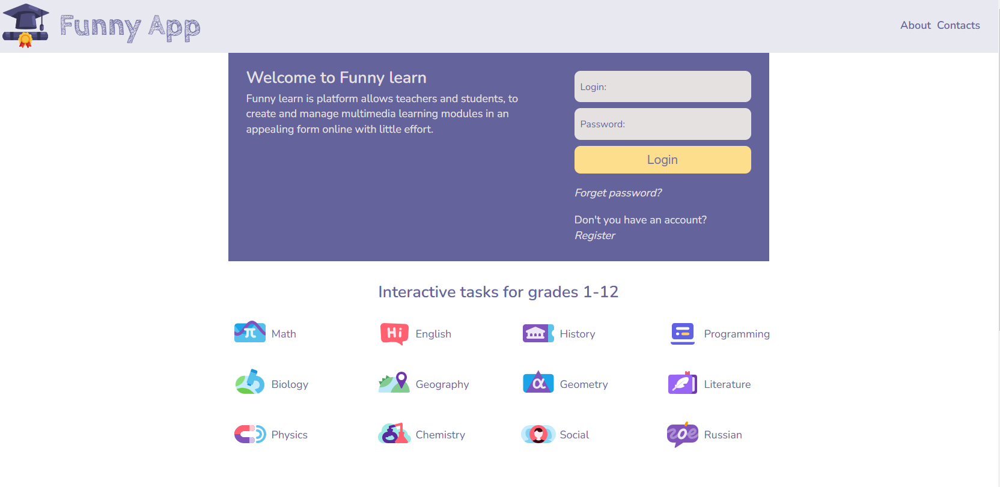 Funny App
About Contacts
Welcome to Funny learn
Funny learn is platform allows teachers and students, to
create and manage multimedia learning modules in an
appealing form online with little effort.
Login:
Password:
Login
Forget password?
Don't you have an account?
Register
Interactive tasks for grades 1-12
π Math
Hi English
History
Programming
Biology
Geography
α Geometry
Literature
Physics
Chemistry
Social
Russian